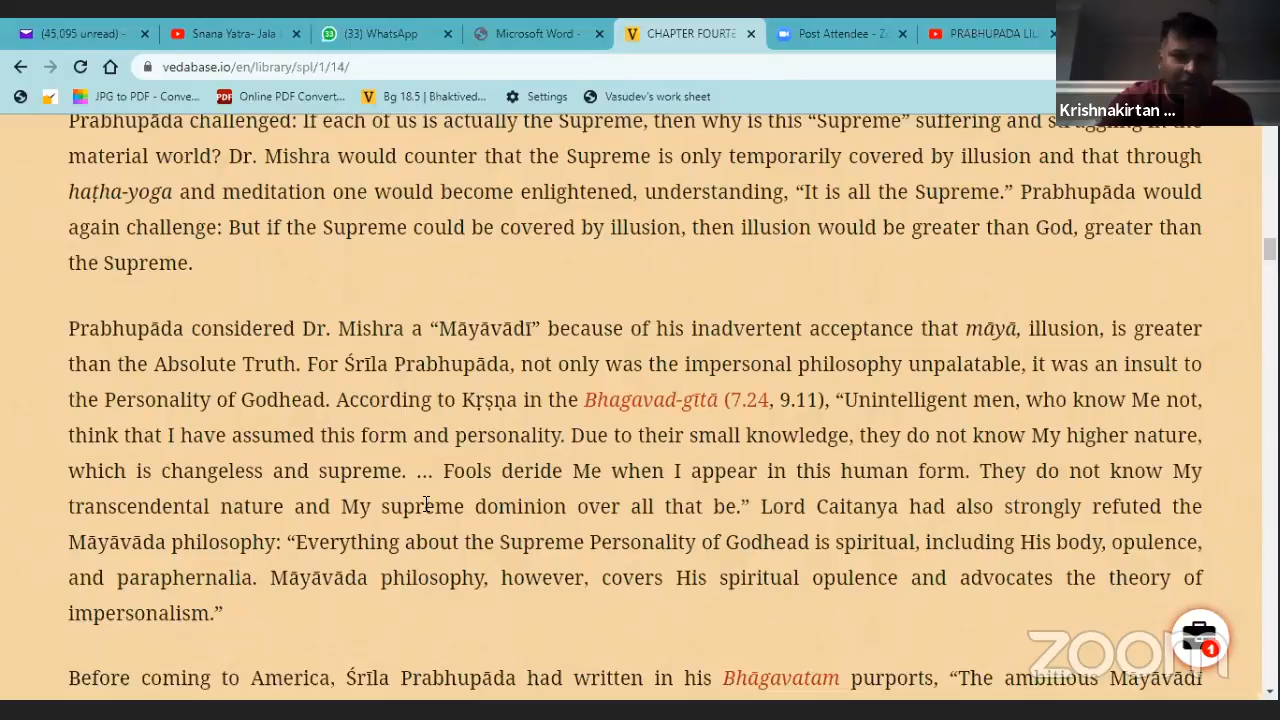 (45,095 unread) -
Snana Yatra- Jala
(33) WhatsApp
Microsoft Word -
CHAPTER FOURTE
Post Attendee - Z
PRABHUPADA LIL
vedabase.io/en/library/spl/1/14/
JPG to PDF - Conve...
PDF Online PDF Convert...
Bg 18.5 | Bhaktived...
Settings
Vasudev's work sheet
Krishnakirtan ...
Prabhupāda challenged: If each of us is actually the Supreme, then why is this “Supreme” suffering and struggling in the
material world? Dr. Mishra would counter that the Supreme is only temporarily covered by illusion and that through
haṭha-yoga and meditation one would become enlightened, understanding, “It is all the Supreme.” Prabhupāda would
again challenge: But if the Supreme could be covered by illusion, then illusion would be greater than God, greater than
the Supreme.
Prabhupāda considered Dr. Mishra a “Māyāvādī” because of his inadvertent acceptance that māyā, illusion, is greater
than the Absolute Truth. For Śrīla Prabhupāda, not only was the impersonal philosophy unpalatable, it was an insult to
the Personality of Godhead. According to Kṛṣṇa in the Bhagavad-gītā (7.24, 9.11), “Unintelligent men, who know Me not,
think that I have assumed this form and personality. Due to their small knowledge, they do not know My higher nature,
which is changeless and supreme. … Fools deride Me when I appear in this human form. They do not know My
transcendental nature and My supreme dominion over all that be.” Lord Caitanya had also strongly refuted the
Māyāvāda philosophy: “Everything about the Supreme Personality of Godhead is spiritual, including His body, opulence,
and paraphernalia. Māyāvāda philosophy, however, covers His spiritual opulence and advocates the theory of
impersonalism.”
1
zoom
Before coming to America, Śrīla Prabhupāda had written in his Bhāgavatam purports, “The ambitious Māyāvādī